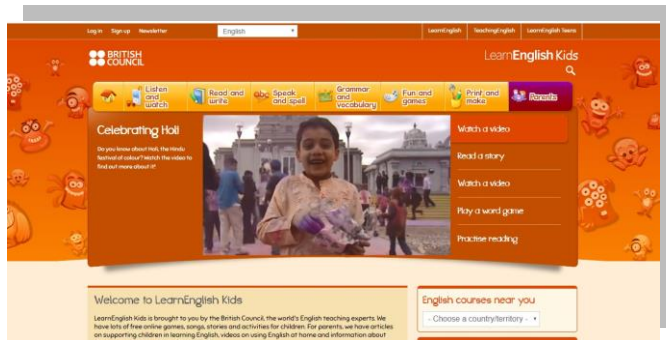 Log in Sign up Newsletter English LearnEnglish TeachingEnglish LearnEnglish Teens
BRITISH
COUNCIL
LearnEnglish Kids
Listen
and
watch
Read and
write
abc Speak
and spell
Grammar
and
vocabulary
Fun and
games
Print and
make
Parents
Celebrating Holi
Do you know about Holi, the Hindu
festival of colour? Watch the video to
find out more about it!
Watch a video
Read a story
Watch a video
Play a word game
Practise reading
Welcome to LearnEnglish Kids
LearnEnglish Kids is brought to you by the British Council, the world's English teaching experts. We
have lots of free online games, songs, stories and activities for children. For parents, we have articles
on supporting children in learning English, videos on using English at home and information about
English courses near you
- Choose a country/territory -